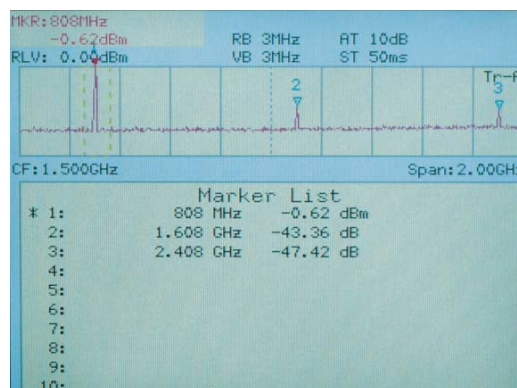 MKR:808MHz
-0.62dBm
RB 3MHz AT 10dB
RLV: 0.00dBm VB 3MHz ST 50ms
2 3
CF:1.500GHz Span:2.00GH
Marker List
* 1: 808 MHz -0.62 dBm
2: 1.608 GHz -43.36 dB
3: 2.408 GHz -47.42 dB
4:
5:
6:
7:
8:
9:
10: